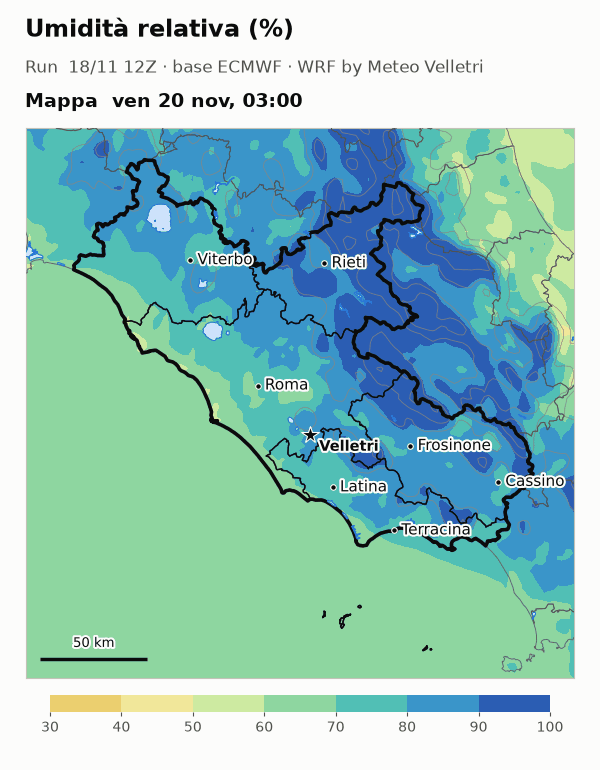 Umidità relativa (%)
Run  18/11 12Z · base ECMWF · WRF by Meteo Velletri
Mappa  ven 20 nov, 03:00
Viterbo
Rieti
Roma
Velletri
Frosinone
Cassino
Latina
Terracina
50 km
30 40 50 60 70 80 90 100